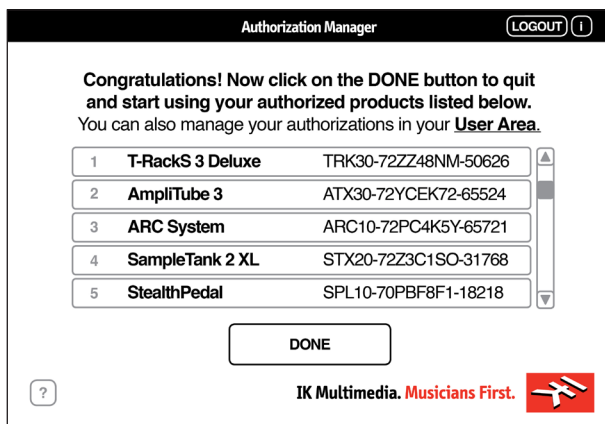 Authorization Manager
LOGOUT
i
Congratulations! Now click on the DONE button to quit
and start using your authorized products listed below.
You can also manage your authorizations in your User Area.
1 T-RackS 3 Deluxe TRK30-72ZZ48NM-50626
2 AmpliTube 3 ATX30-72YCEK72-65524
3 ARC System ARC10-72PC4K5Y-65721
4 SampleTank 2 XL STX20-72Z3C1SO-31768
5 StealthPedal SPL10-70PBF8F1-18218
DONE
?
IK Multimedia. Musicians First.